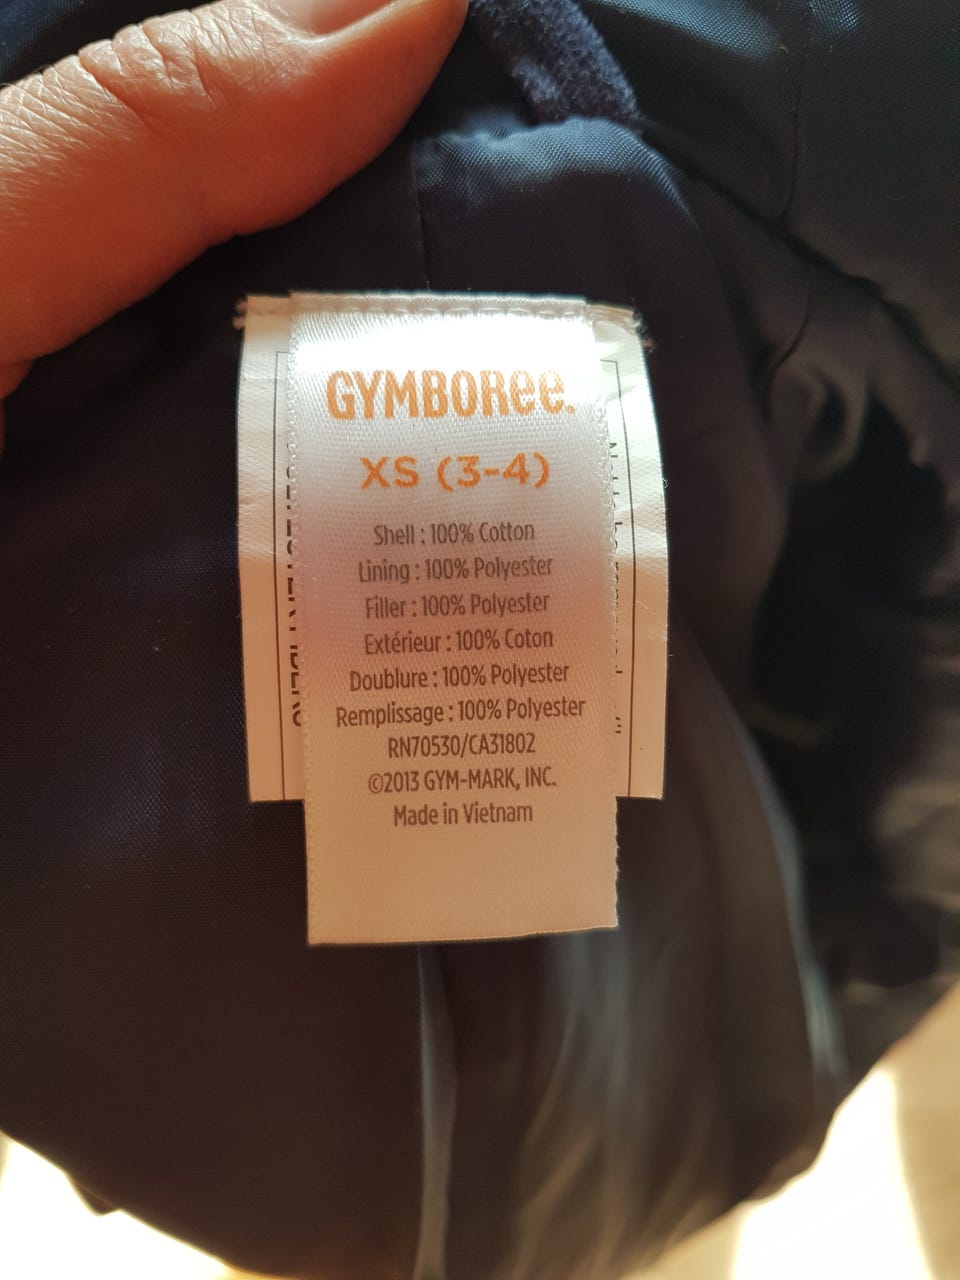 GYMBOREE.
XS (3-4)
Shell : 100% Cotton
Lining : 100% Polyester
Filler : 100% Polyester
Extérieur : 100% Coton
Doublure : 100% Polyester
Remplissage : 100% Polyester
RN70530/CA31802
©2013 GYM-MARK, INC.
Made in Vietnam